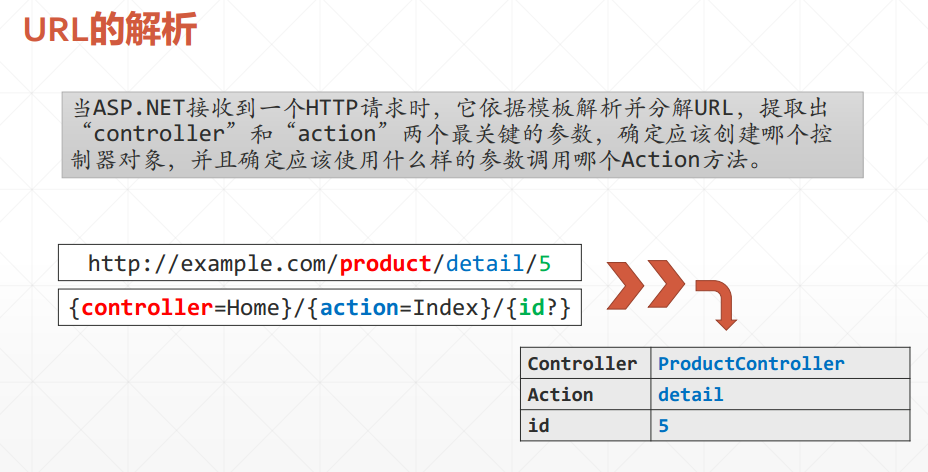 URL的解析
当ASP.NET接收到一个HTTP请求时，它依据模板解析并分解URL，提取出
“controller”和“action”两个最关键的参数，确定应该创建哪个控
制器对象，并且确定应该使用什么样的参数调用哪个Action方法。
http://example.com/product/detail/5
{controller=Home}/{action=Index}/{id?}
Controller ProductController
Action detail
id 5